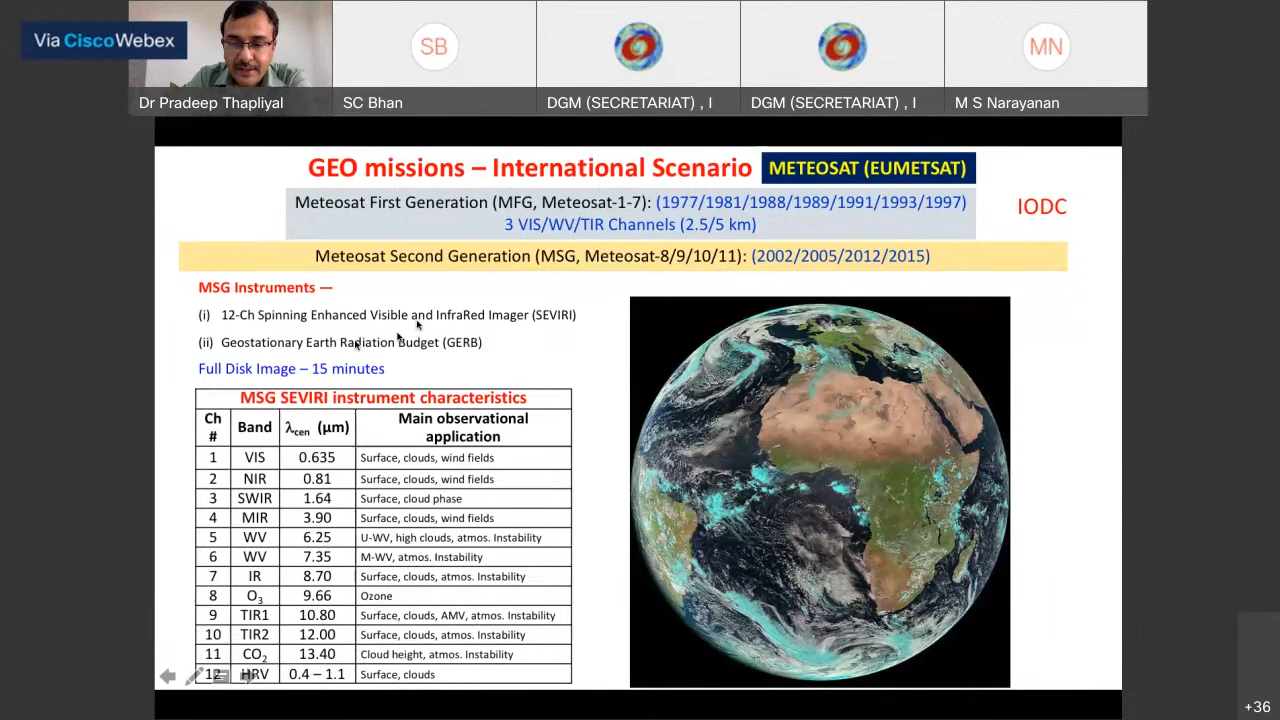 Via Cisco Webex
SB
MN
Dr Pradeep Thapliyal
SC Bhan
DGM (SECRETARIAT) , I
DGM (SECRETARIAT) , I
M S Narayanan
GEO missions – International Scenario
METEOSAT (EUMETSAT)
Meteosat First Generation (MFG, Meteosat-1-7): (1977/1981/1988/1989/1991/1993/1997)
3 VIS/WV/TIR Channels (2.5/5 km)
IODC
Meteosat Second Generation (MSG, Meteosat-8/9/10/11): (2002/2005/2012/2015)
MSG Instruments —
(i) 12-Ch Spinning Enhanced Visible and InfraRed Imager (SEVIRI)
(ii) Geostationary Earth Radiation Budget (GERB)
Full Disk Image – 15 minutes
MSG SEVIRI instrument characteristics
Ch # Band λcen (µm) Main observational application
1 VIS 0.635 Surface, clouds, wind fields
2 NIR 0.81 Surface, clouds, wind fields
3 SWIR 1.64 Surface, cloud phase
4 MIR 3.90 Surface, clouds, wind fields
5 WV 6.25 U-WV, high clouds, atmos. Instability
6 WV 7.35 M-WV, atmos. Instability
7 IR 8.70 Surface, clouds, atmos. Instability
8 O3 9.66 Ozone
9 TIR1 10.80 Surface, clouds, AMV, atmos. Instability
10 TIR2 12.00 Surface, clouds, atmos. Instability
11 CO2 13.40 Cloud height, atmos. Instability
12 HRV 0.4 – 1.1 Surface, clouds
+36